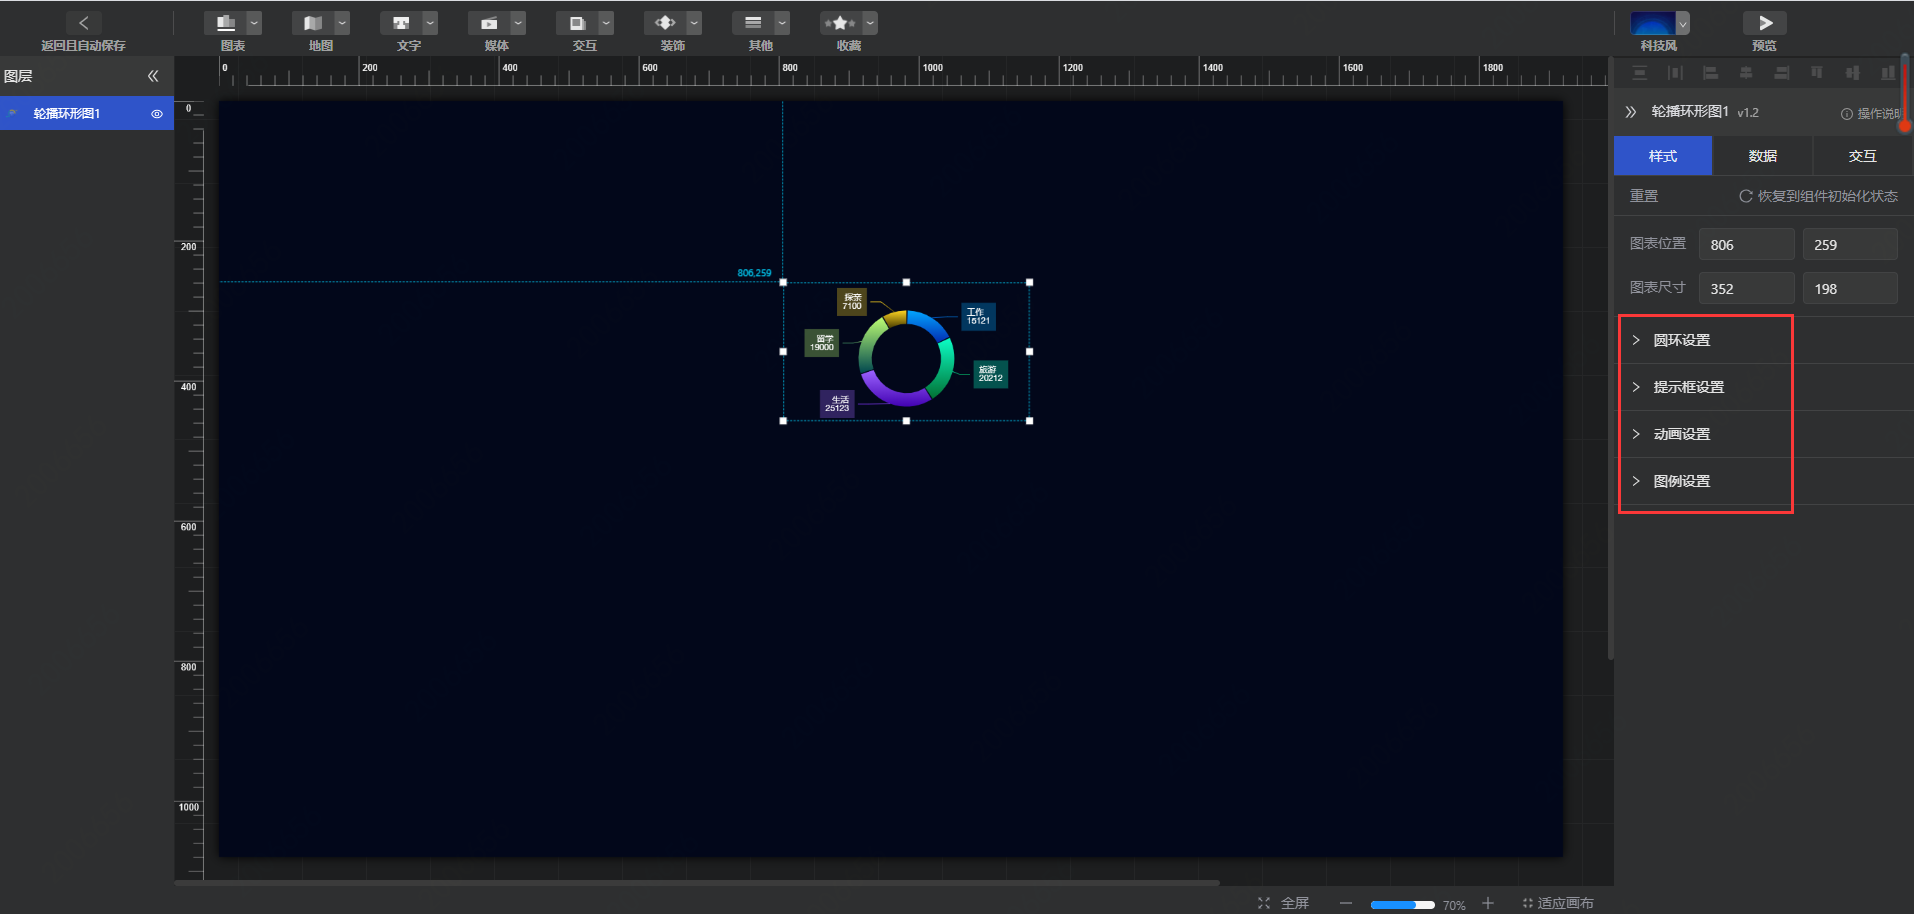 返回且自动保存
图表
地图
文字
媒体
交互
装饰
其他
收藏
科技风
预览
图层
轮播环形图1
0 200 400 600 800 1000 1200 1400 1600 1800
0
200
400
600
800
1000
806,259
探亲
7100
工作
15121
留学
19000
旅游
20212
生活
25123
轮播环形图1 v1.2
操作说明
样式 数据 交互
重置 恢复到组件初始化状态
图表位置 806 259
图表尺寸 352 198
圆环设置
提示框设置
动画设置
图例设置
全屏 70% 适应画布